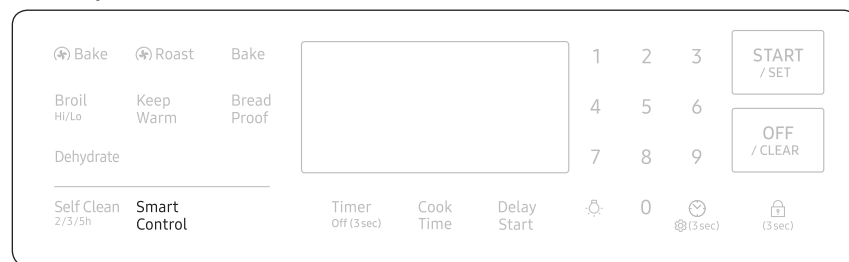 Bake Roast Bake 1 2 3 START
/ SET
Broil Keep Bread 4 5 6
Hi/Lo Warm Proof
OFF
/ CLEAR
Dehydrate 7 8 9
Self Clean Smart Timer Cook Delay 0
2/3/5h Control Off (3 sec) Time Start (3 sec) (3 sec)